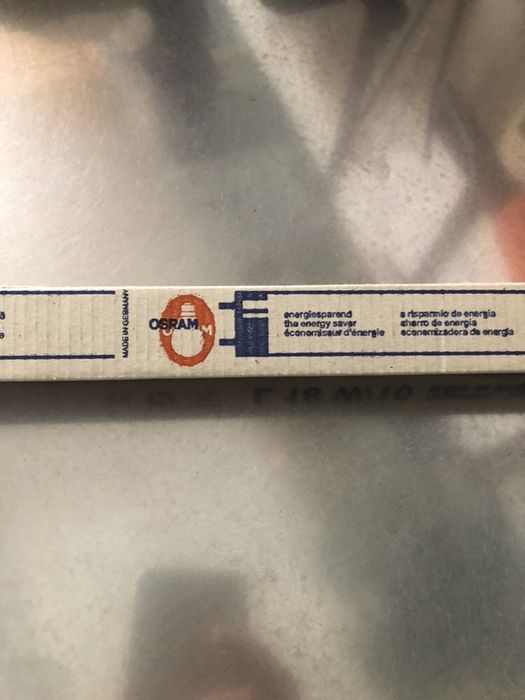 MADE IN GERMANY
OSRAM
energiesparend
the energy saver
économiseur d'énergie
a risparmio de energia
ahorro de energia
economizadora de energia